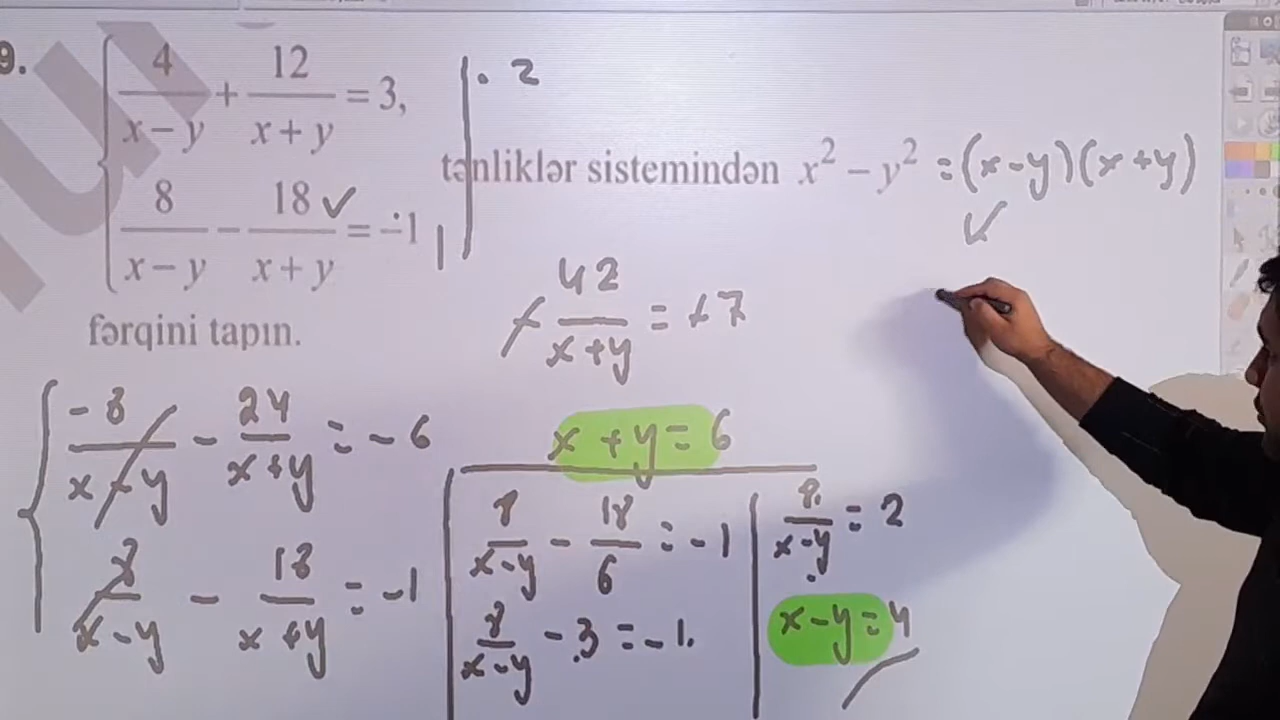 9.
4/(x – y) + 12/(x + y) = 3,
8/(x – y) – 18/(x + y) = –1
| · 2
tənliklər sistemindən x² – y² = (x – y)(x + y)
fərqini tapın.
42/(x + y) = +7
x + y = 6
-8/(x – y) – 24/(x + y) = – 6
8/(x – y) – 18/(x + y) = – 1
8/(x – y) – 18/6 = – 1
8/(x – y) – 3 = – 1
8/(x – y) = 2
x – y = 4